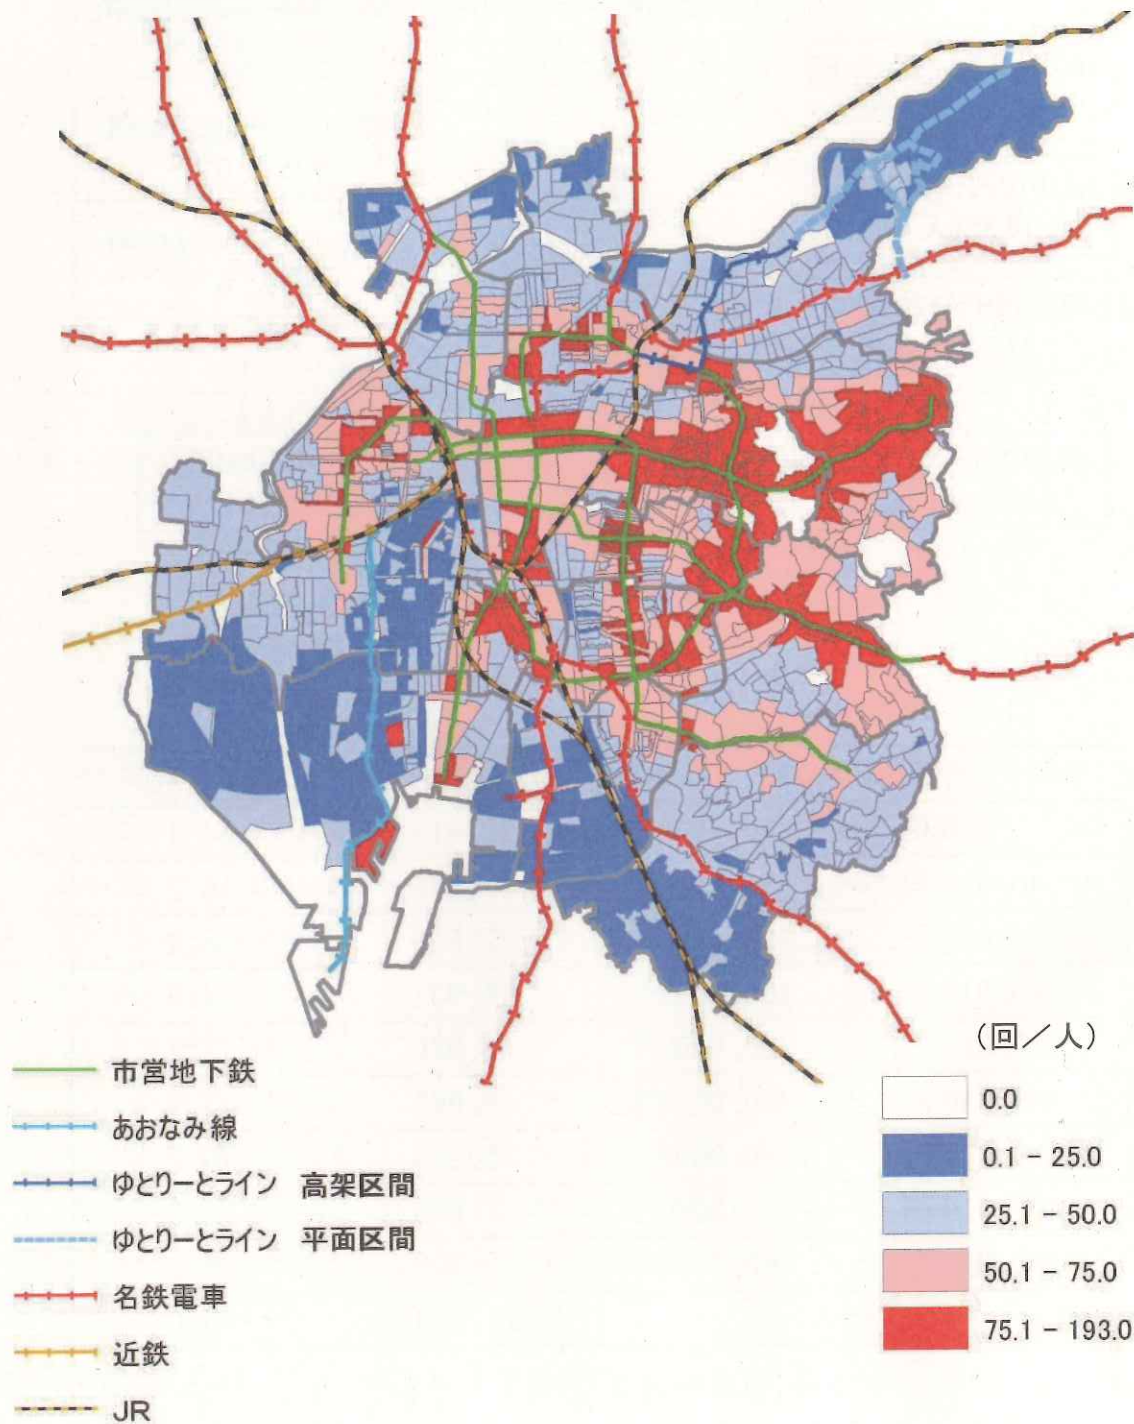 市営地下鉄
あおなみ線
ゆとりーとライン 高架区間
ゆとりーとライン 平面区間
名鉄電車
近鉄
JR
(回/人)
0.0
0.1 - 25.0
25.1 - 50.0
50.1 - 75.0
75.1 - 193.0